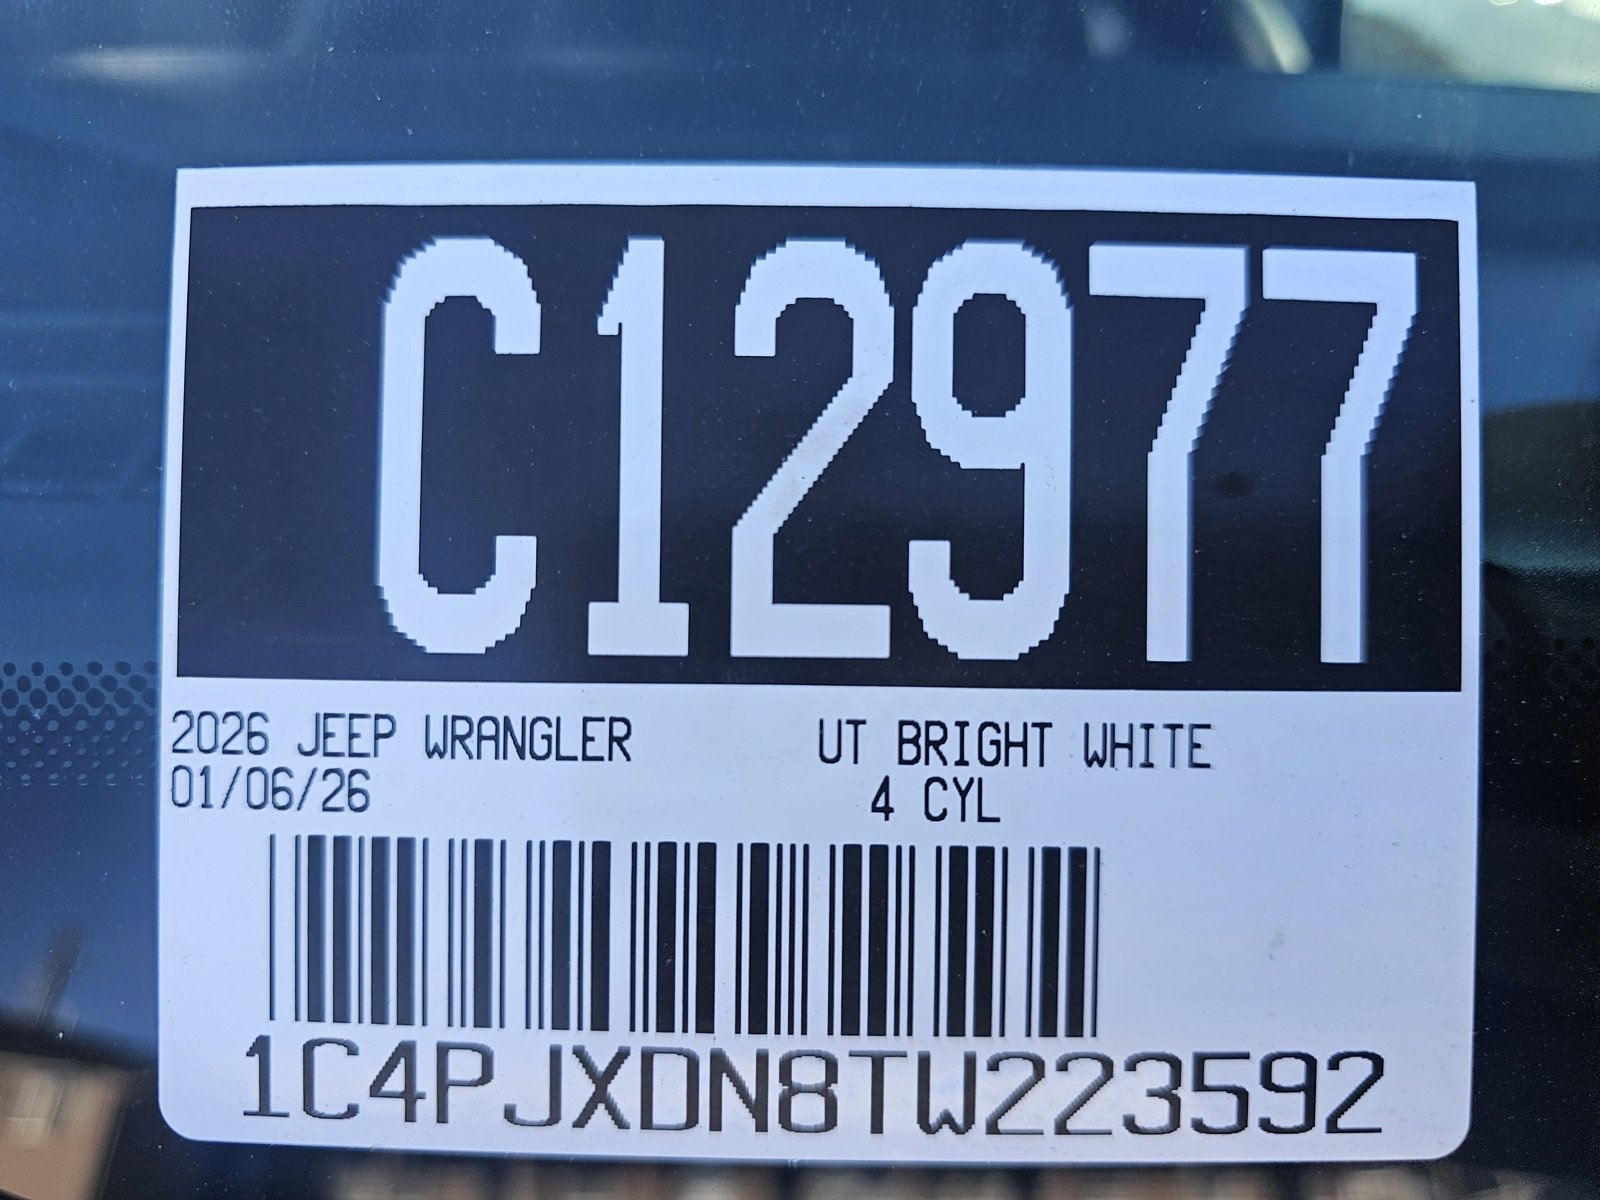 C12977
2026 JEEP WRANGLER UT BRIGHT WHITE
01/06/26 4 CYL
1C4PJXDN8TW223592